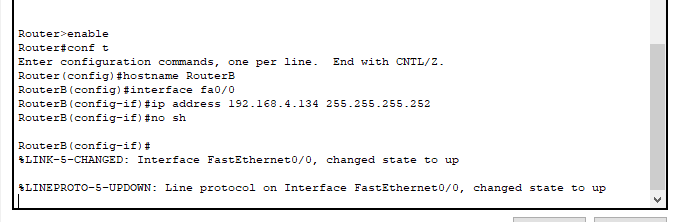 Router>enable
Router#conf t
Enter configuration commands, one per line.  End with CNTL/Z.
Router(config)#hostname RouterB
RouterB(config)#interface fa0/0
RouterB(config-if)#ip address 192.168.4.134 255.255.255.252
RouterB(config-if)#no sh
RouterB(config-if)#
%LINK-5-CHANGED: Interface FastEthernet0/0, changed state to up
%LINEPROTO-5-UPDOWN: Line protocol on Interface FastEthernet0/0, changed state to up